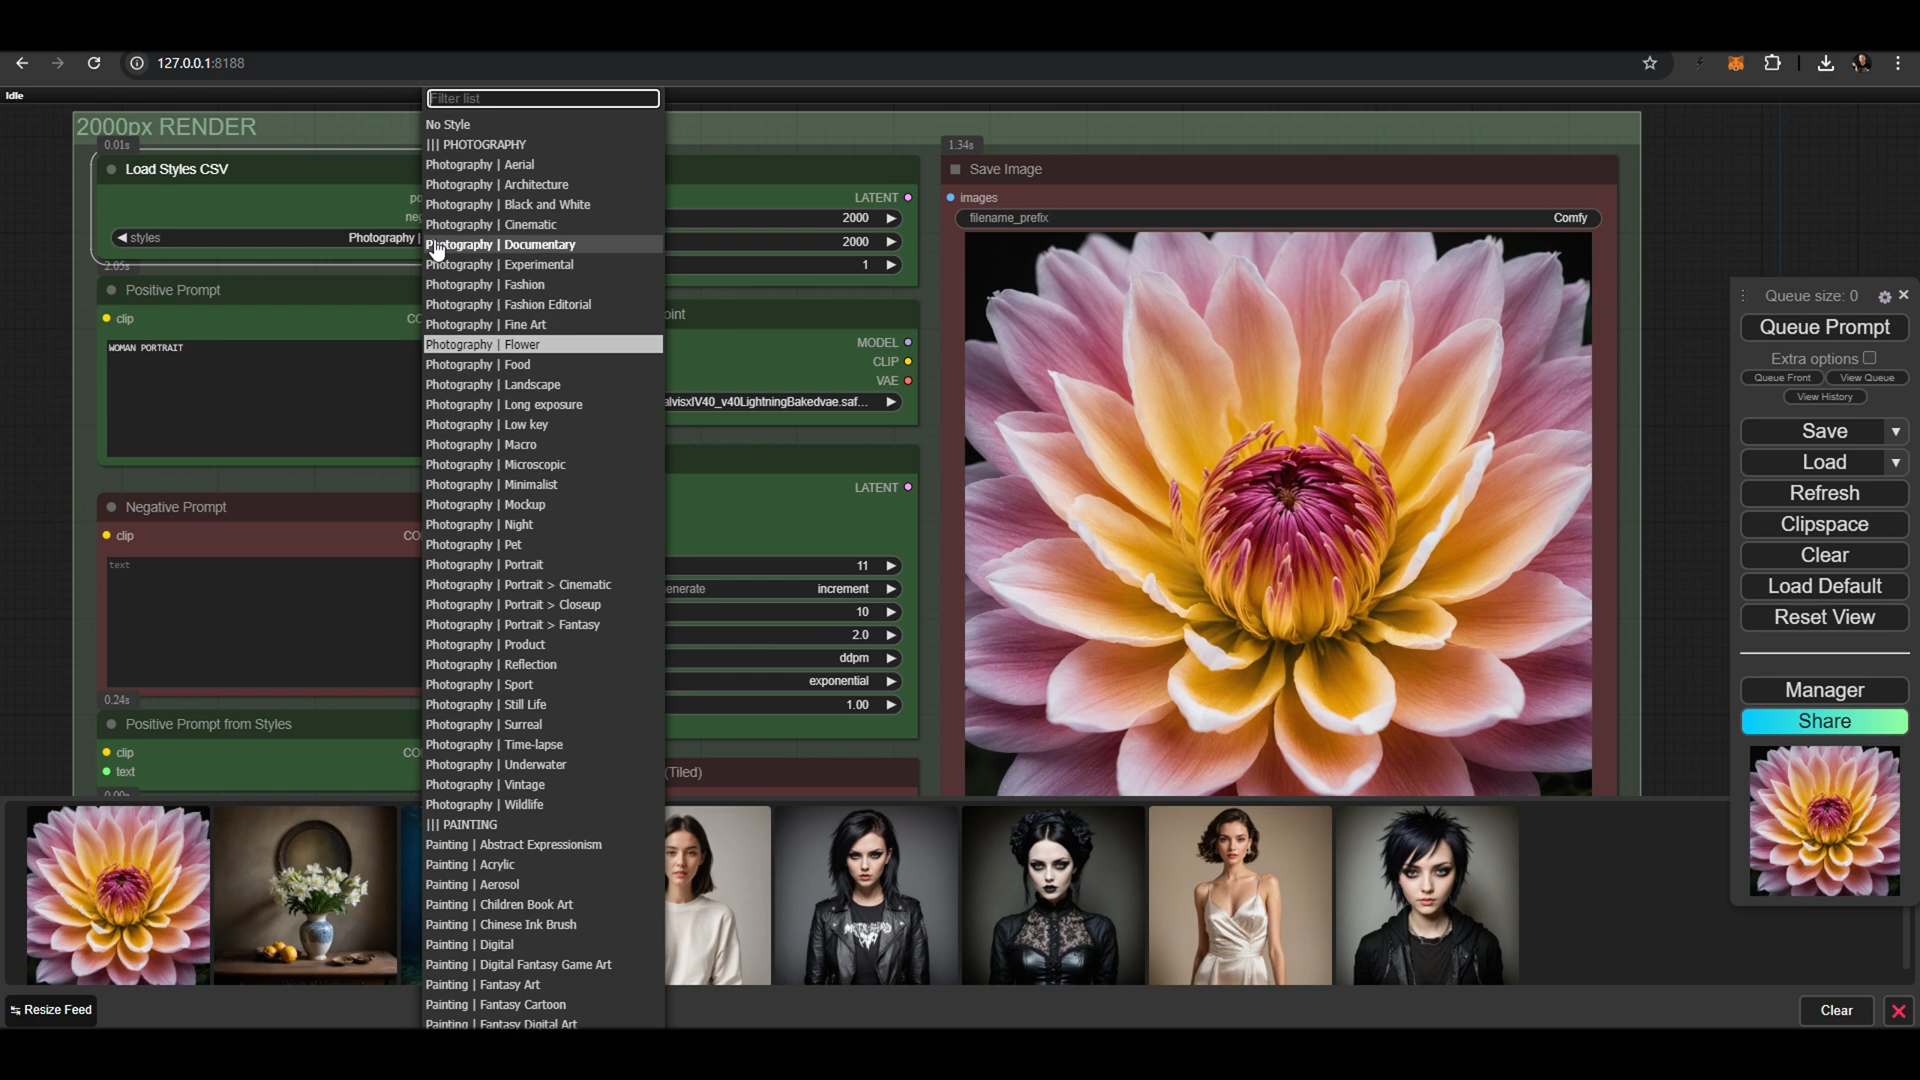 127.0.0.1:8188
Idle
2000px RENDER
0.01s
Load Styles CSV
styles
Photography |
2.05s
Positive Prompt
clip
WOMAN PORTRAIT
Negative Prompt
clip
text
0.24s
Positive Prompt from Styles
clip
text
Filter list
No Style
||| PHOTOGRAPHY
Photography | Aerial
Photography | Architecture
Photography | Black and White
Photography | Cinematic
Photography | Documentary
Photography | Experimental
Photography | Fashion
Photography | Fashion Editorial
Photography | Fine Art
Photography | Flower
Photography | Food
Photography | Landscape
Photography | Long exposure
Photography | Low key
Photography | Macro
Photography | Microscopic
Photography | Minimalist
Photography | Mockup
Photography | Night
Photography | Pet
Photography | Portrait
Photography | Portrait > Cinematic
Photography | Portrait > Closeup
Photography | Portrait > Fantasy
Photography | Product
Photography | Reflection
Photography | Sport
Photography | Still Life
Photography | Surreal
Photography | Time-lapse
Photography | Underwater
Photography | Vintage
Photography | Wildlife
||| PAINTING
Painting | Abstract Expressionism
Painting | Acrylic
Painting | Aerosol
Painting | Children Book Art
Painting | Chinese Ink Brush
Painting | Digital
Painting | Digital Fantasy Game Art
Painting | Fantasy Art
Painting | Fantasy Cartoon
Painting | Fantasy Digital Art
LATENT
2000
2000
1
oint
MODEL
CLIP
VAE
alvisxlV40_v40LightningBakedvae.saf...
LATENT
11
enerate increment
10
2.0
ddpm
exponential
1.00
(Tiled)
1.34s
Save Image
images
filename_prefix Comfy
Queue size: 0
Queue Prompt
Extra options
Queue Front View Queue
View History
Save
Load
Refresh
Clipspace
Clear
Load Default
Reset View
Manager
Share
Resize Feed
Clear